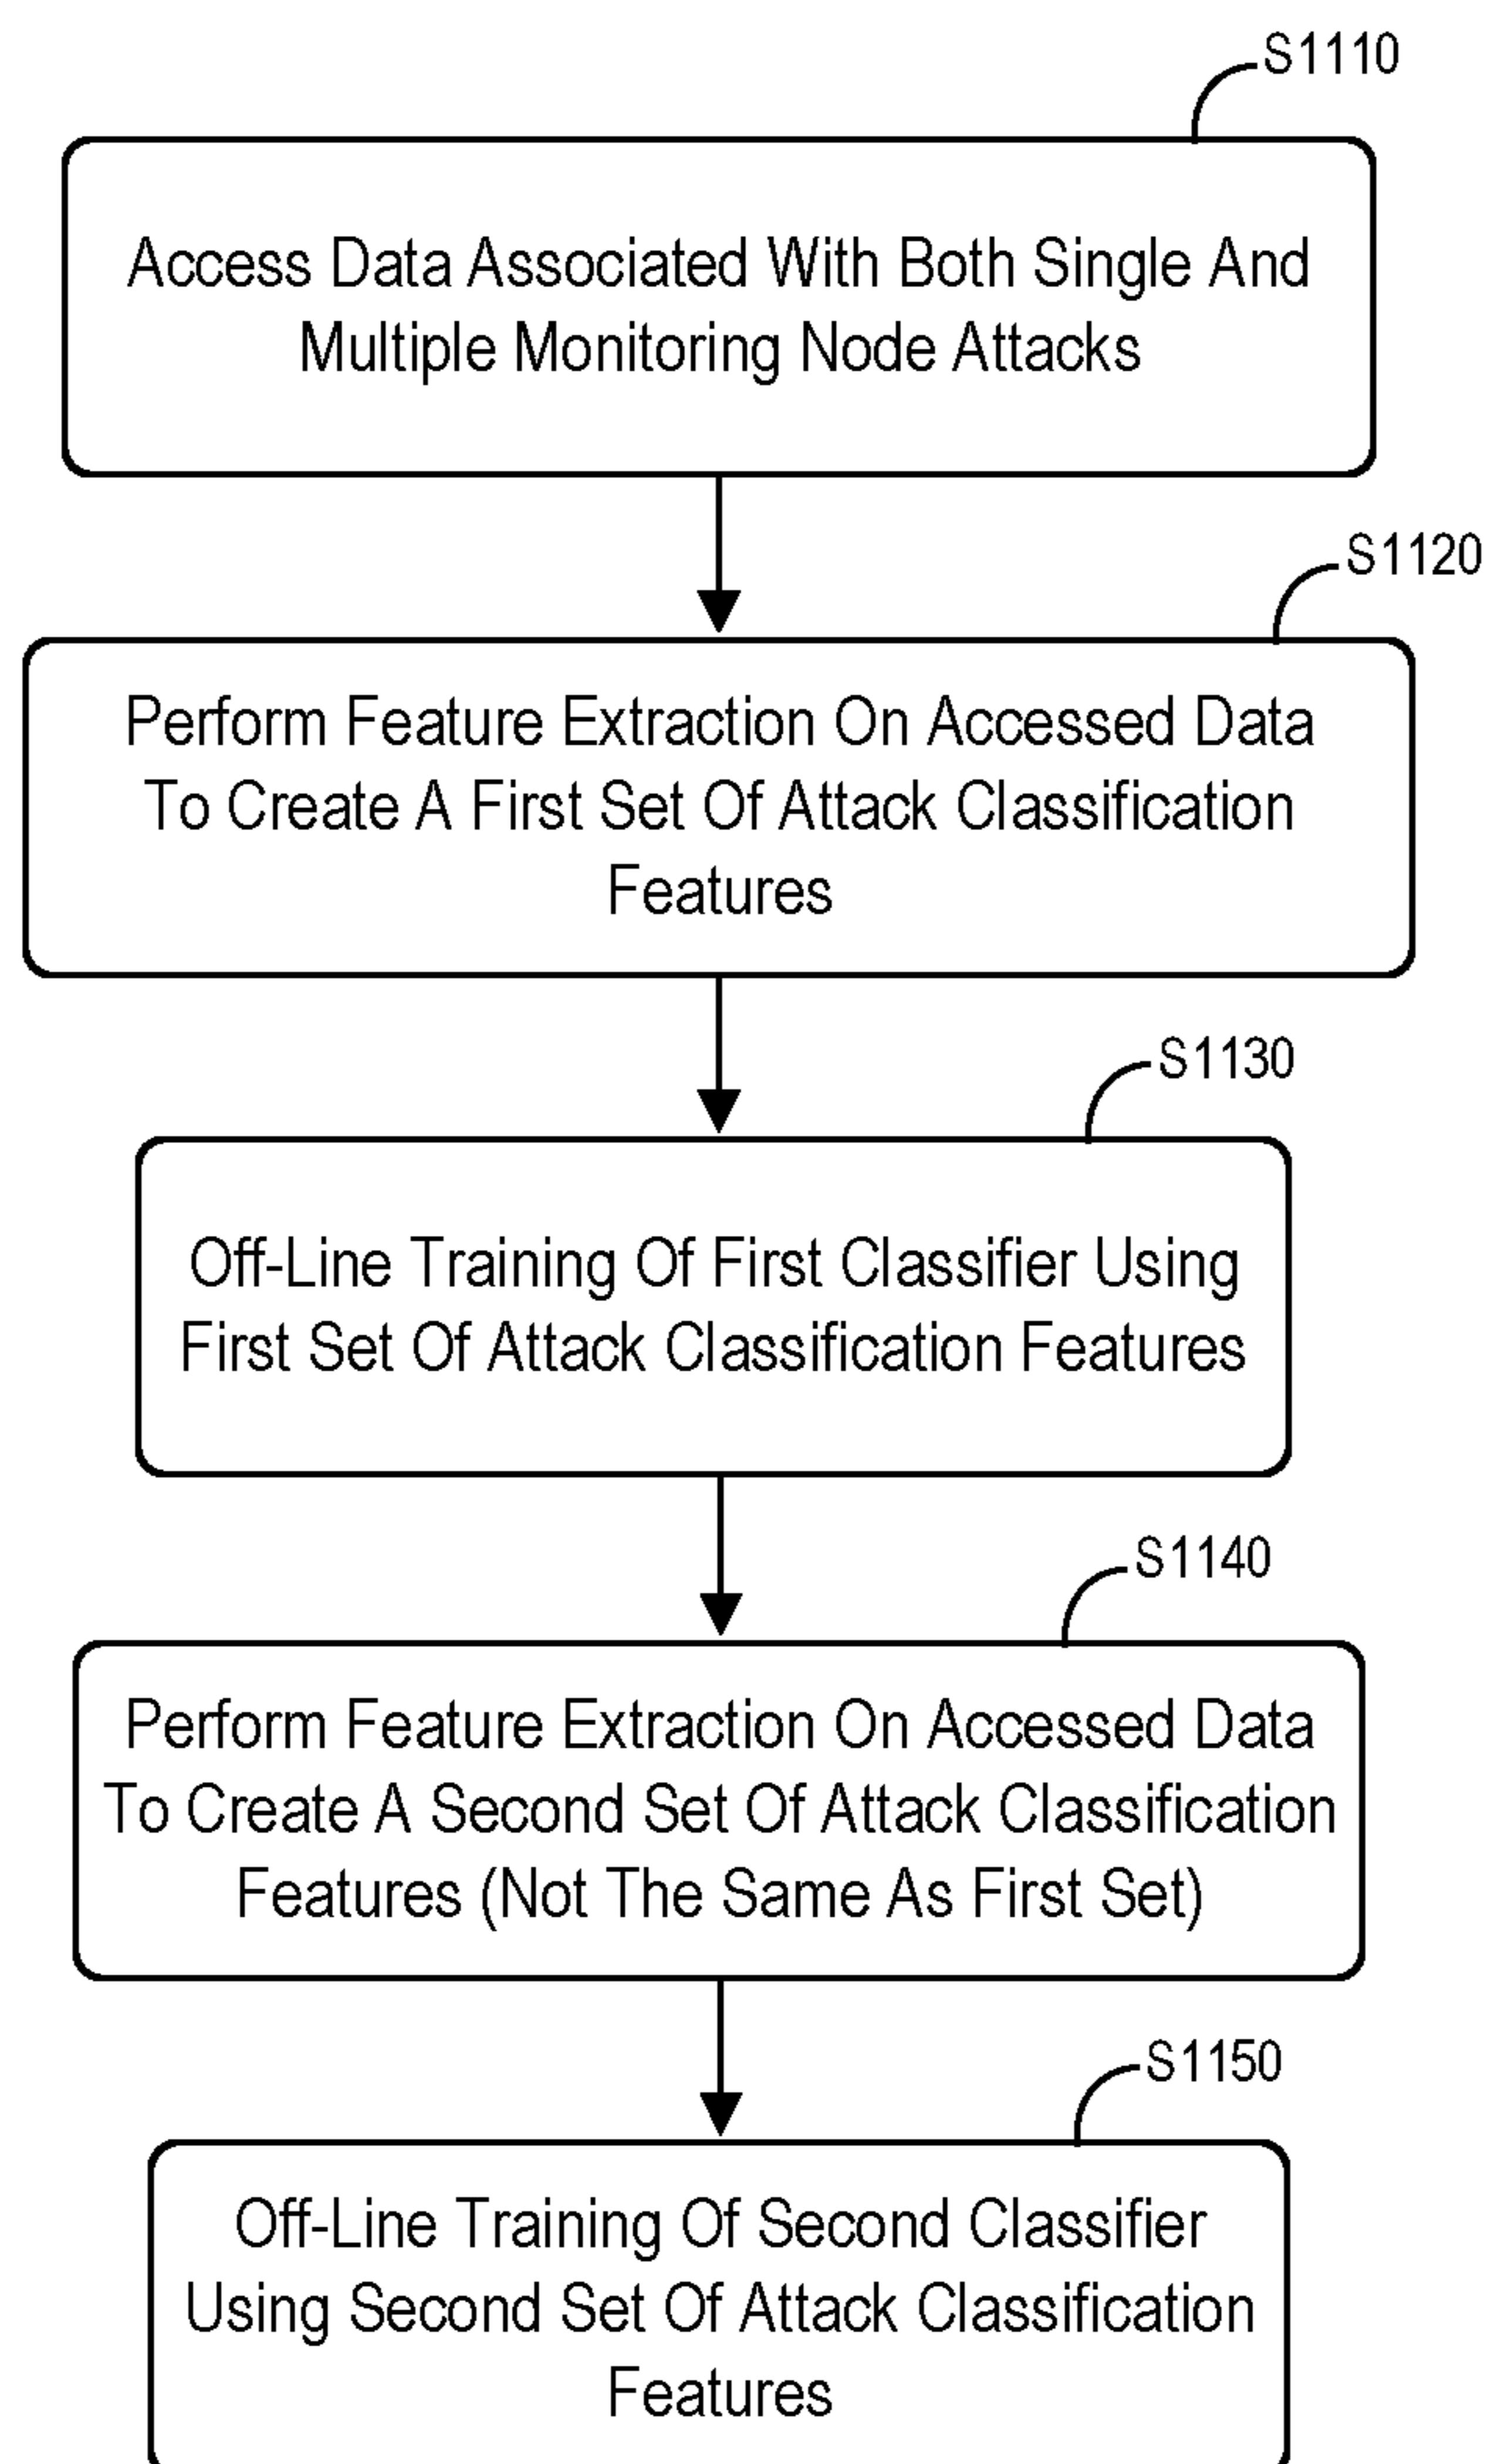 S1110
Access Data Associated With Both Single And
Multiple Monitoring Node Attacks
S1120
Perform Feature Extraction On Accessed Data
To Create A First Set Of Attack Classification
Features
S1130
Off-Line Training Of First Classifier Using
First Set Of Attack Classification Features
S1140
Perform Feature Extraction On Accessed Data
To Create A Second Set Of Attack Classification
Features (Not The Same As First Set)
S1150
Off-Line Training Of Second Classifier
Using Second Set Of Attack Classification
Features